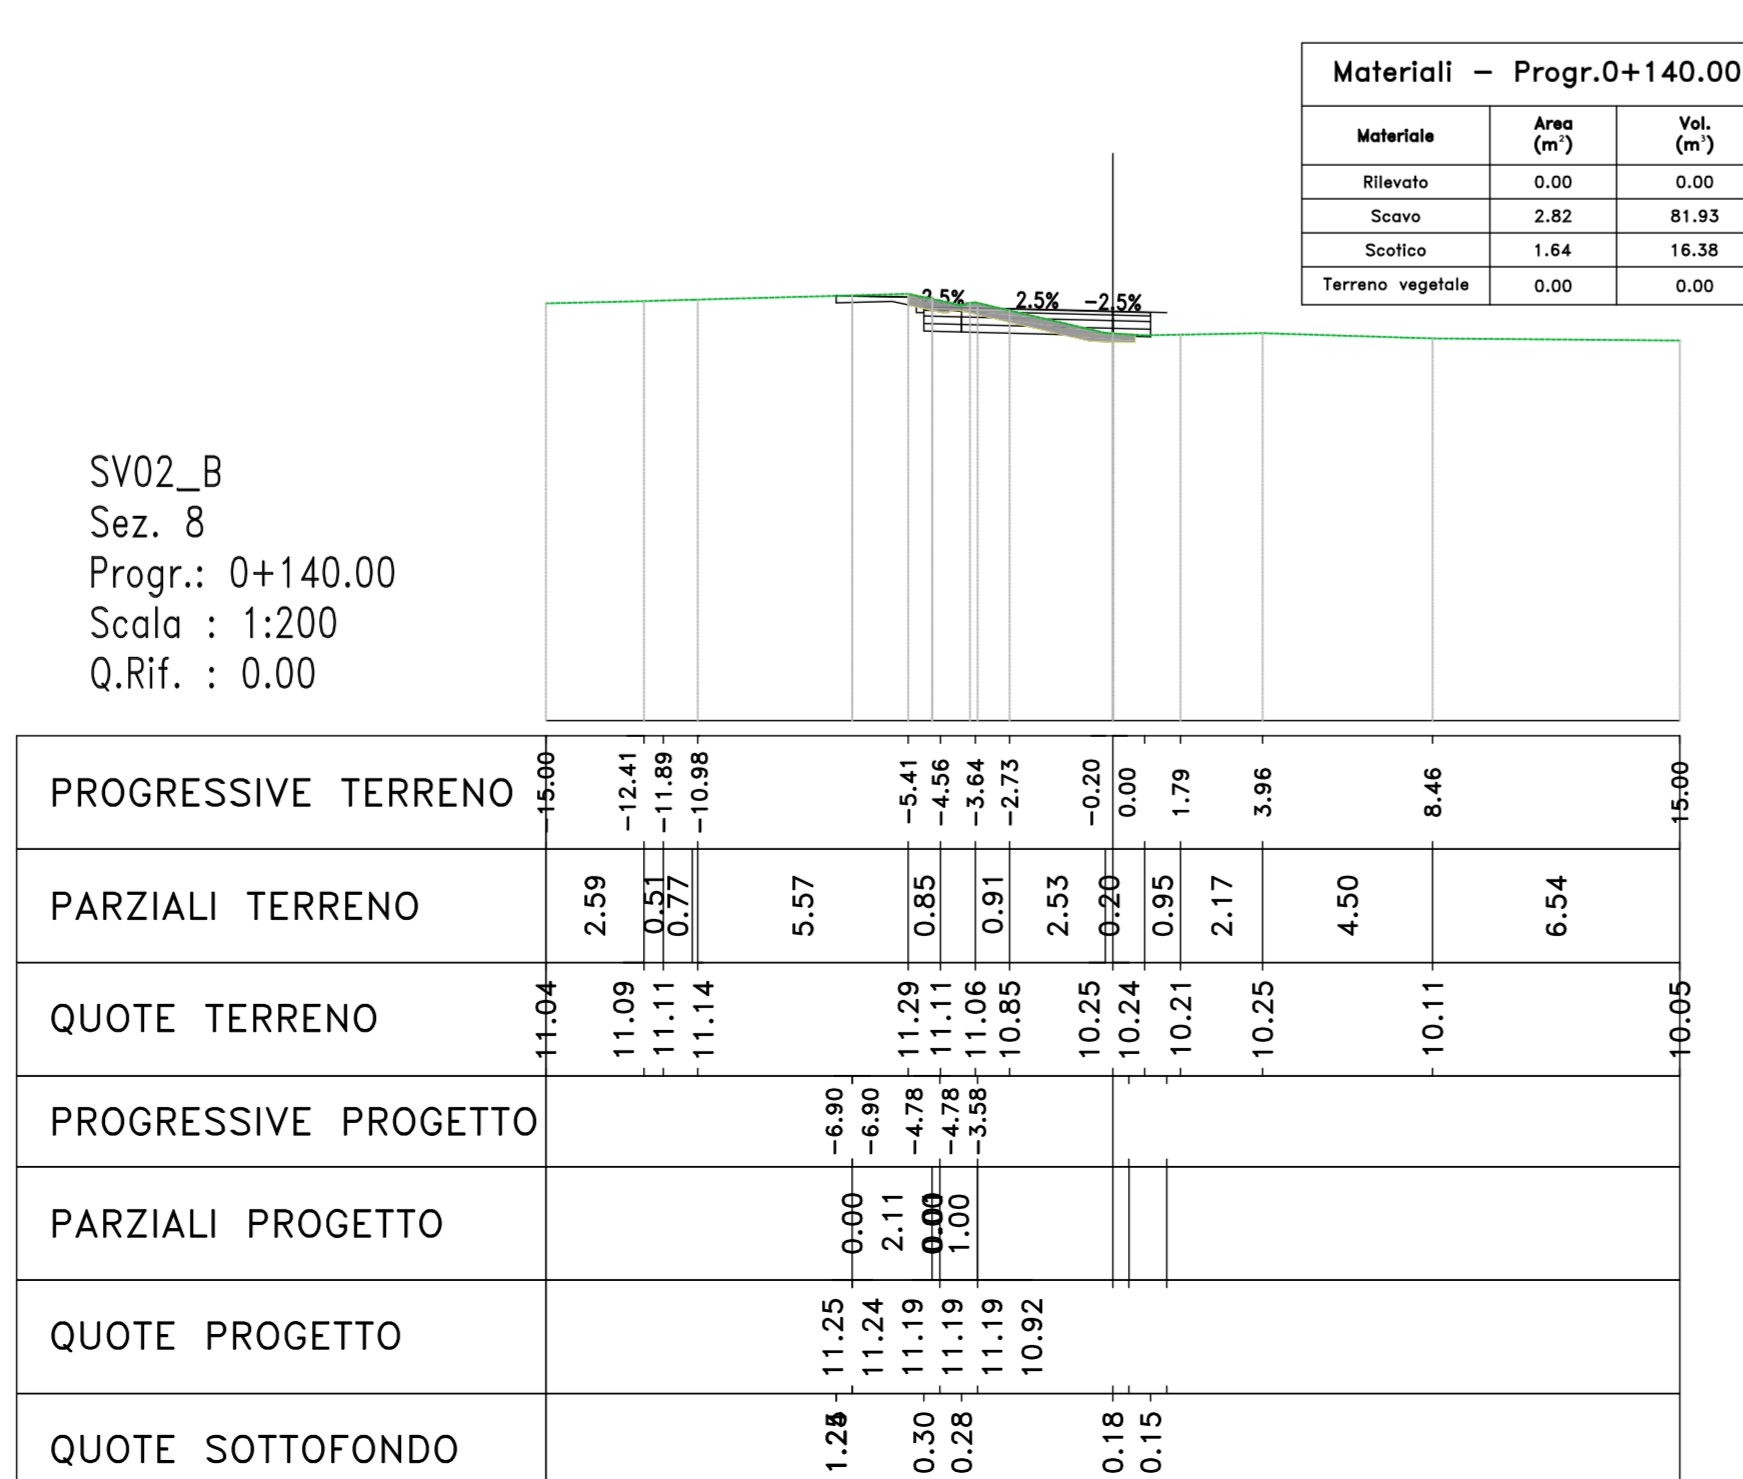 Materiali - Progr.0+140.00
Materiale Area (m²) Vol. (m³)
Rilevato 0.00 0.00
Scavo 2.82 81.93
Scotico 1.64 16.38
Terreno vegetale 0.00 0.00
2.5% 2.5% -2.5%
SV02_B
Sez. 8
Progr.: 0+140.00
Scala : 1:200
Q.Rif. : 0.00
PROGRESSIVE TERRENO -15.00 -12.41 -11.89 -10.98 -5.41 -4.56 -3.64 -2.73 -0.20 0.00 1.79 3.96 8.46 15.00
PARZIALI TERRENO 2.59 0.51 0.77 5.57 0.85 0.91 2.53 0.20 0.95 2.17 4.50 6.54
QUOTE TERRENO 11.04 11.09 11.11 11.14 11.29 11.11 11.06 10.85 10.25 10.24 10.21 10.25 10.11 10.05
PROGRESSIVE PROGETTO -6.90 -6.90 -4.78 -4.78 -3.58
PARZIALI PROGETTO 0.00 2.11 1.00
QUOTE PROGETTO 11.25 11.24 11.19 11.19 11.19 10.92
QUOTE SOTTOFONDO 0.30 0.28 0.18 0.15